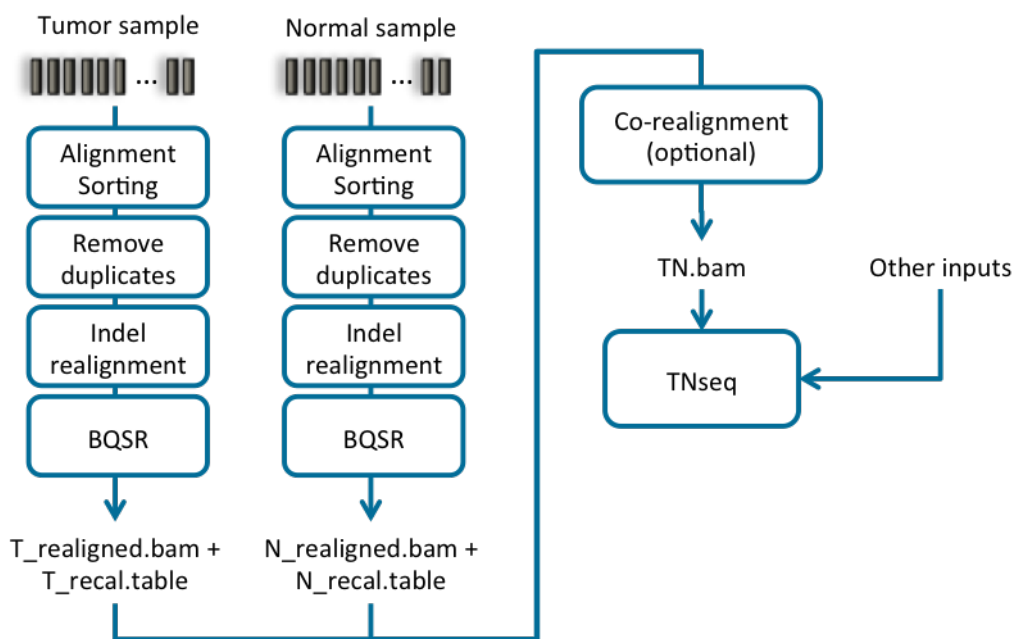 Tumor sample
...
Alignment
Sorting
Remove
duplicates
Indel
realignment
BQSR
T_realigned.bam +
T_recal.table
Normal sample
...
Alignment
Sorting
Remove
duplicates
Indel
realignment
BQSR
N_realigned.bam +
N_recal.table
Co-realignment
(optional)
TN.bam
Other inputs
TNseq